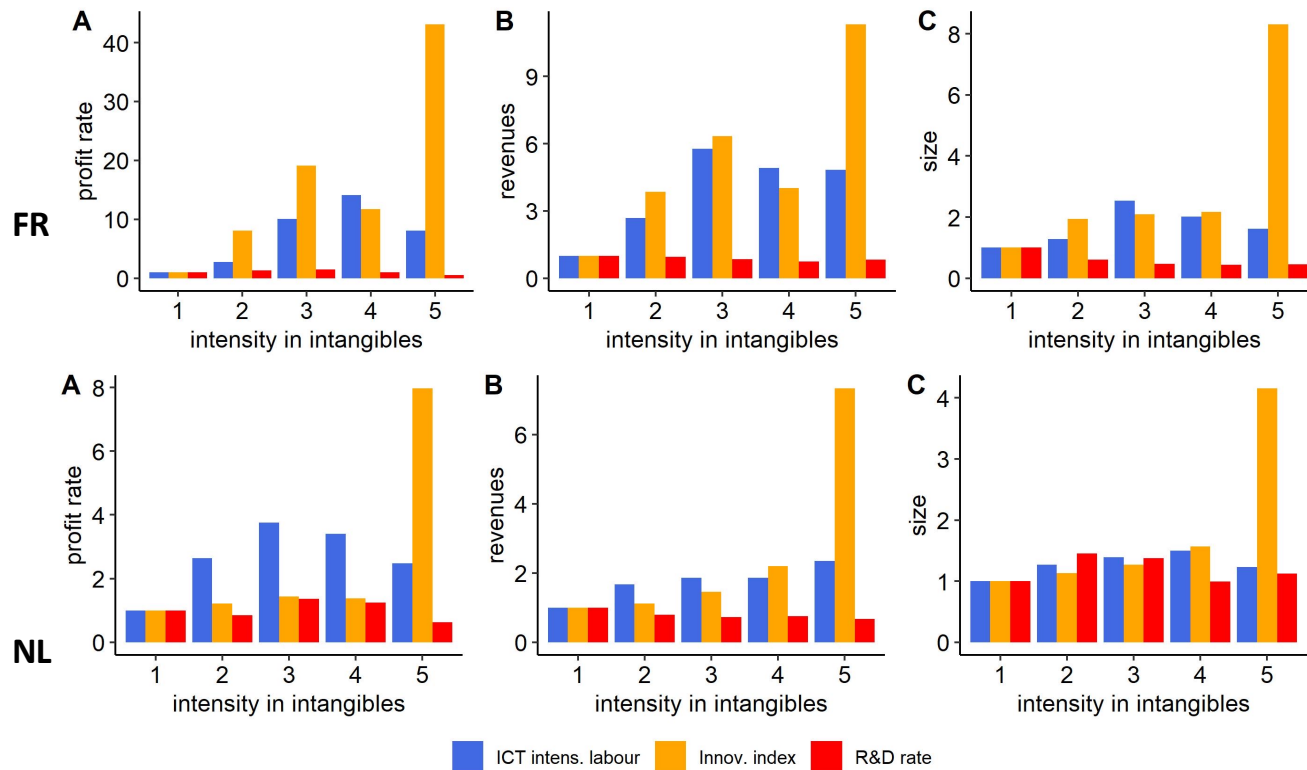 FR
A
profit rate
40
30
20
10
0
1 2 3 4 5
intensity in intangibles
B
revenues
9
6
3
0
1 2 3 4 5
intensity in intangibles
C
size
8
6
4
2
0
1 2 3 4 5
intensity in intangibles
NL
A
profit rate
8
6
4
2
0
1 2 3 4 5
intensity in intangibles
B
revenues
6
4
2
0
1 2 3 4 5
intensity in intangibles
C
size
4
3
2
1
0
1 2 3 4 5
intensity in intangibles
ICT intens. labour Innov. index R&D rate